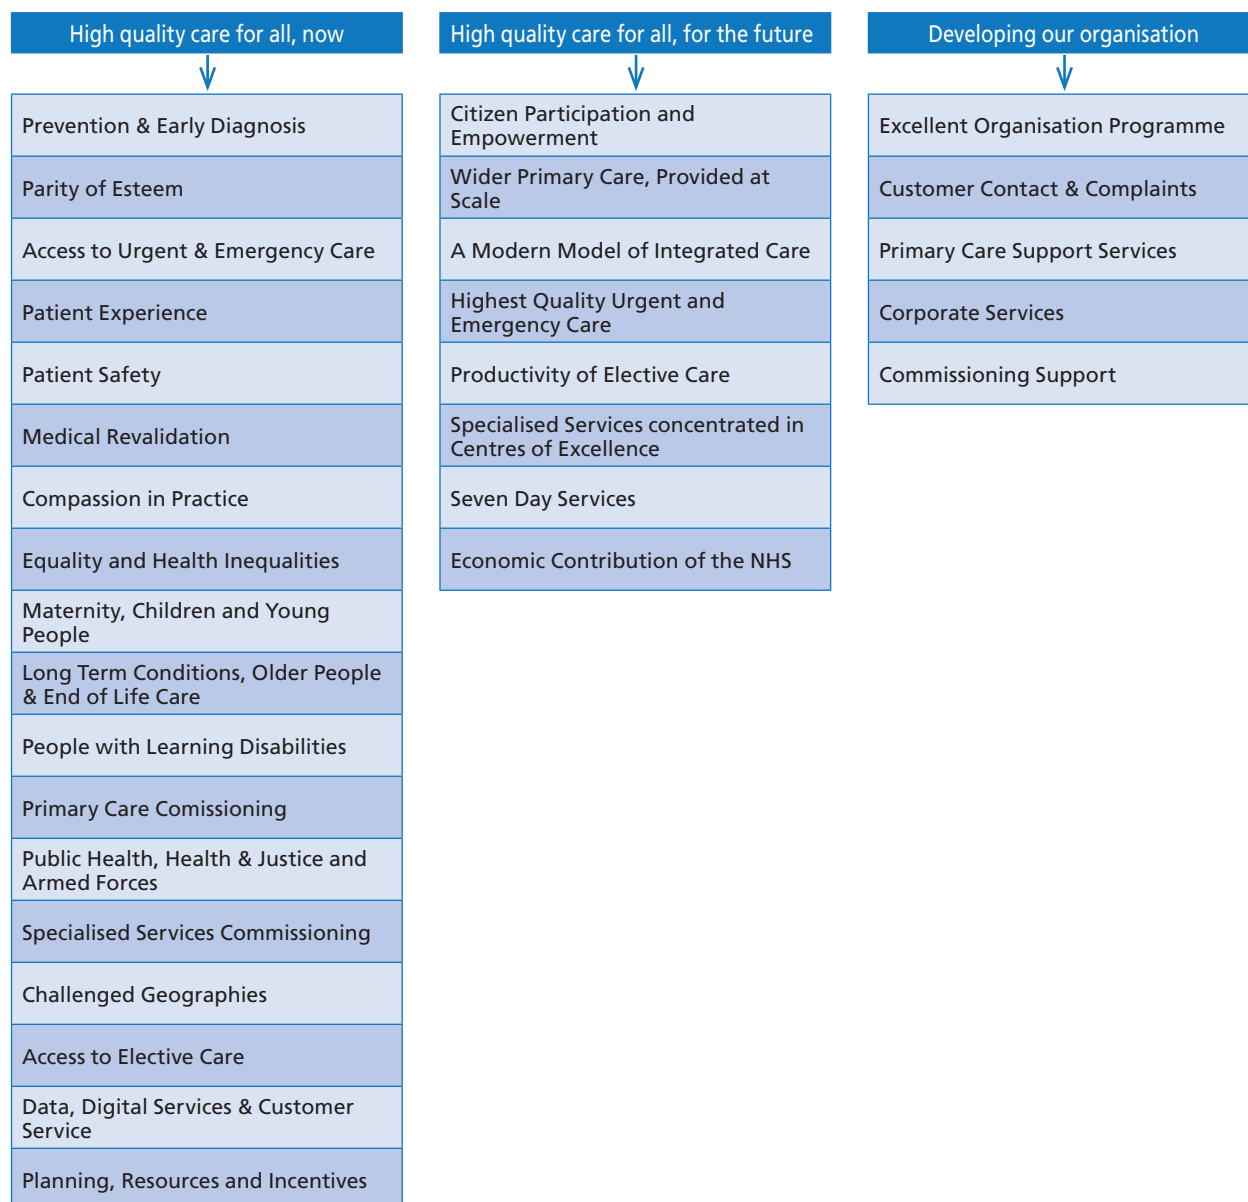 High quality care for all, now
Prevention & Early Diagnosis
Parity of Esteem
Access to Urgent & Emergency Care
Patient Experience
Patient Safety
Medical Revalidation
Compassion in Practice
Equality and Health Inequalities
Maternity, Children and Young
People
Long Term Conditions, Older People
& End of Life Care
People with Learning Disabilities
Primary Care Comissioning
Public Health, Health & Justice and
Armed Forces
Specialised Services Commissioning
Challenged Geographies
Access to Elective Care
Data, Digital Services & Customer
Service
Planning, Resources and Incentives
High quality care for all, for the future
Citizen Participation and
Empowerment
Wider Primary Care, Provided at
Scale
A Modern Model of Integrated Care
Highest Quality Urgent and
Emergency Care
Productivity of Elective Care
Specialised Services concentrated in
Centres of Excellence
Seven Day Services
Economic Contribution of the NHS
Developing our organisation
Excellent Organisation Programme
Customer Contact & Complaints
Primary Care Support Services
Corporate Services
Commissioning Support